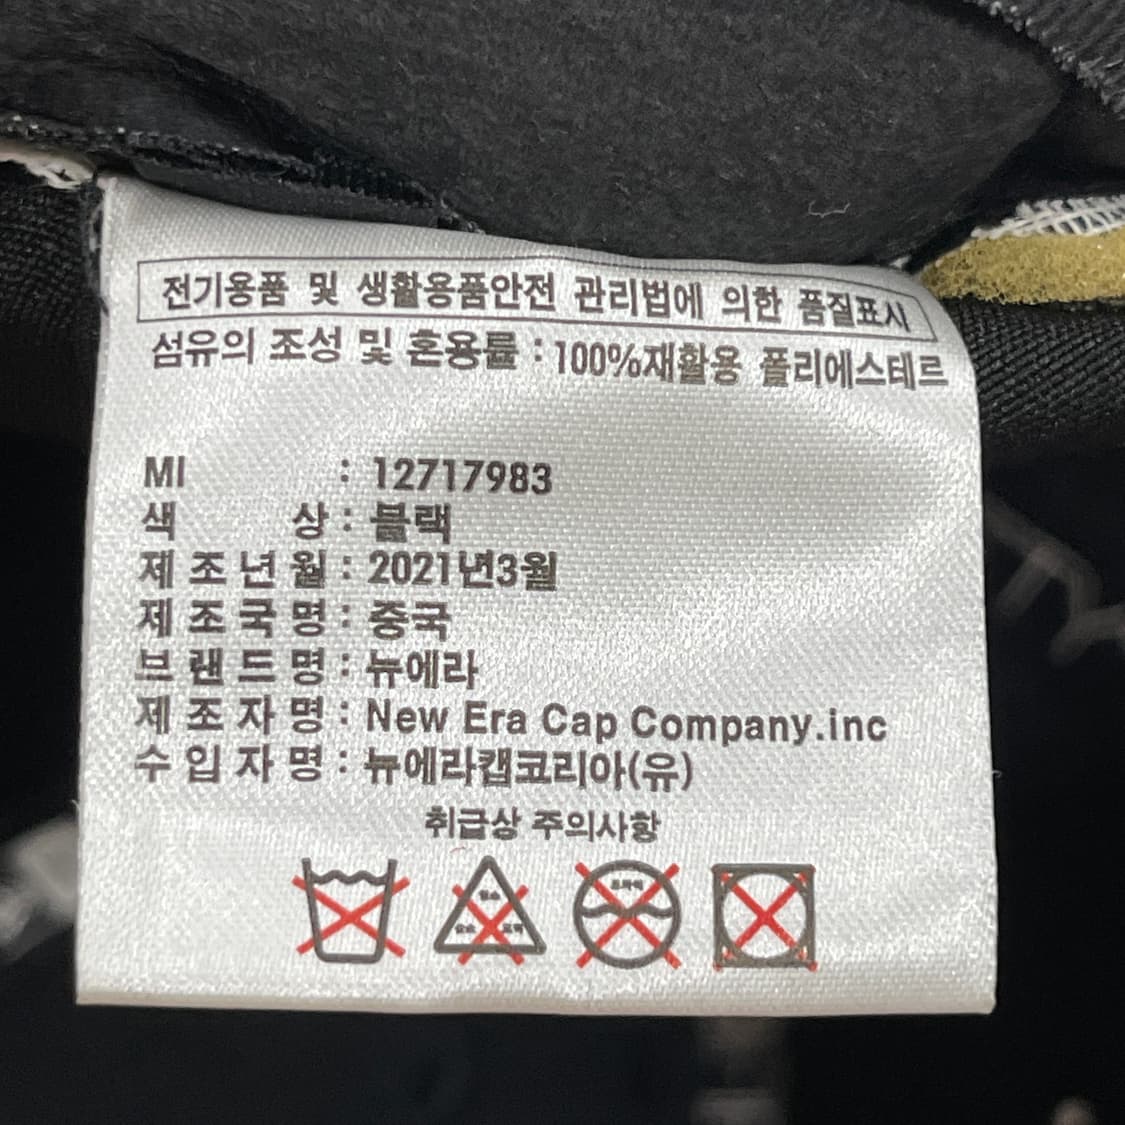 전기용품 및 생활용품안전 관리법에 의한 품질표시
섬유의 조성 및 혼용률 : 100%재활용 폴리에스테르
MI : 12717983
색 상 : 블랙
제조년월 : 2021년3월
제조국명 : 중국
브랜드명 : 뉴에라
제조자명 : New Era Cap Company.inc
수입자명 : 뉴에라캡코리아(유)
취급상 주의사항